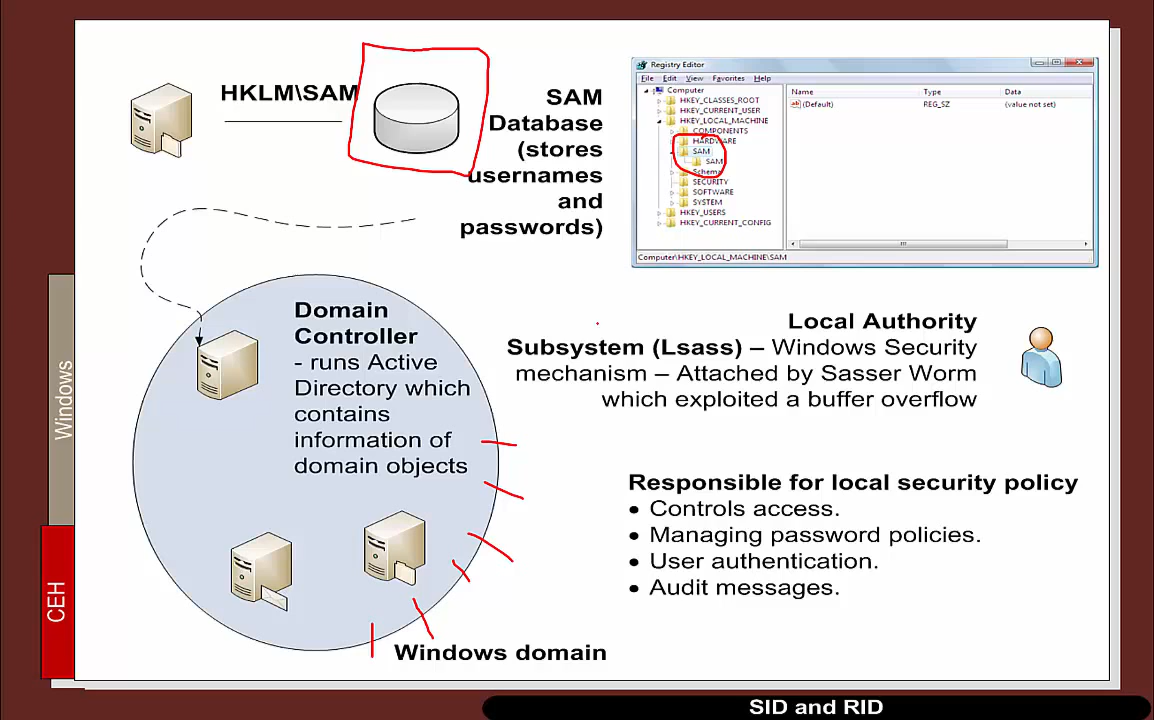 HKLM\SAM
SAM
Database
(stores
usernames
and
passwords)
Registry Editor
File Edit View Favorites Help
Computer
HKEY_CLASSES_ROOT
HKEY_CURRENT_USER
HKEY_LOCAL_MACHINE
COMPONENTS
HARDWARE
SAM
SAM
Schema
SECURITY
SOFTWARE
SYSTEM
HKEY_USERS
HKEY_CURRENT_CONFIG
Name Type Data
(Default) REG_SZ (value not set)
Computer\HKEY_LOCAL_MACHINE\SAM
Domain
Controller
- runs Active
Directory which
contains
information of
domain objects
Windows domain
Local Authority
Subsystem (Lsass) – Windows Security
mechanism – Attached by Sasser Worm
which exploited a buffer overflow
Responsible for local security policy
• Controls access.
• Managing password policies.
• User authentication.
• Audit messages.
Windows
CEH
SID and RID